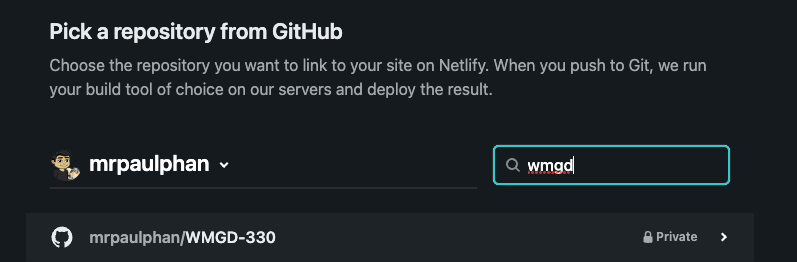 Pick a repository from GitHub
Choose the repository you want to link to your site on Netlify. When you push to Git, we run
your build tool of choice on our servers and deploy the result.
mrpaulphan
wmgd
mrpaulphan/WMGD-330 Private